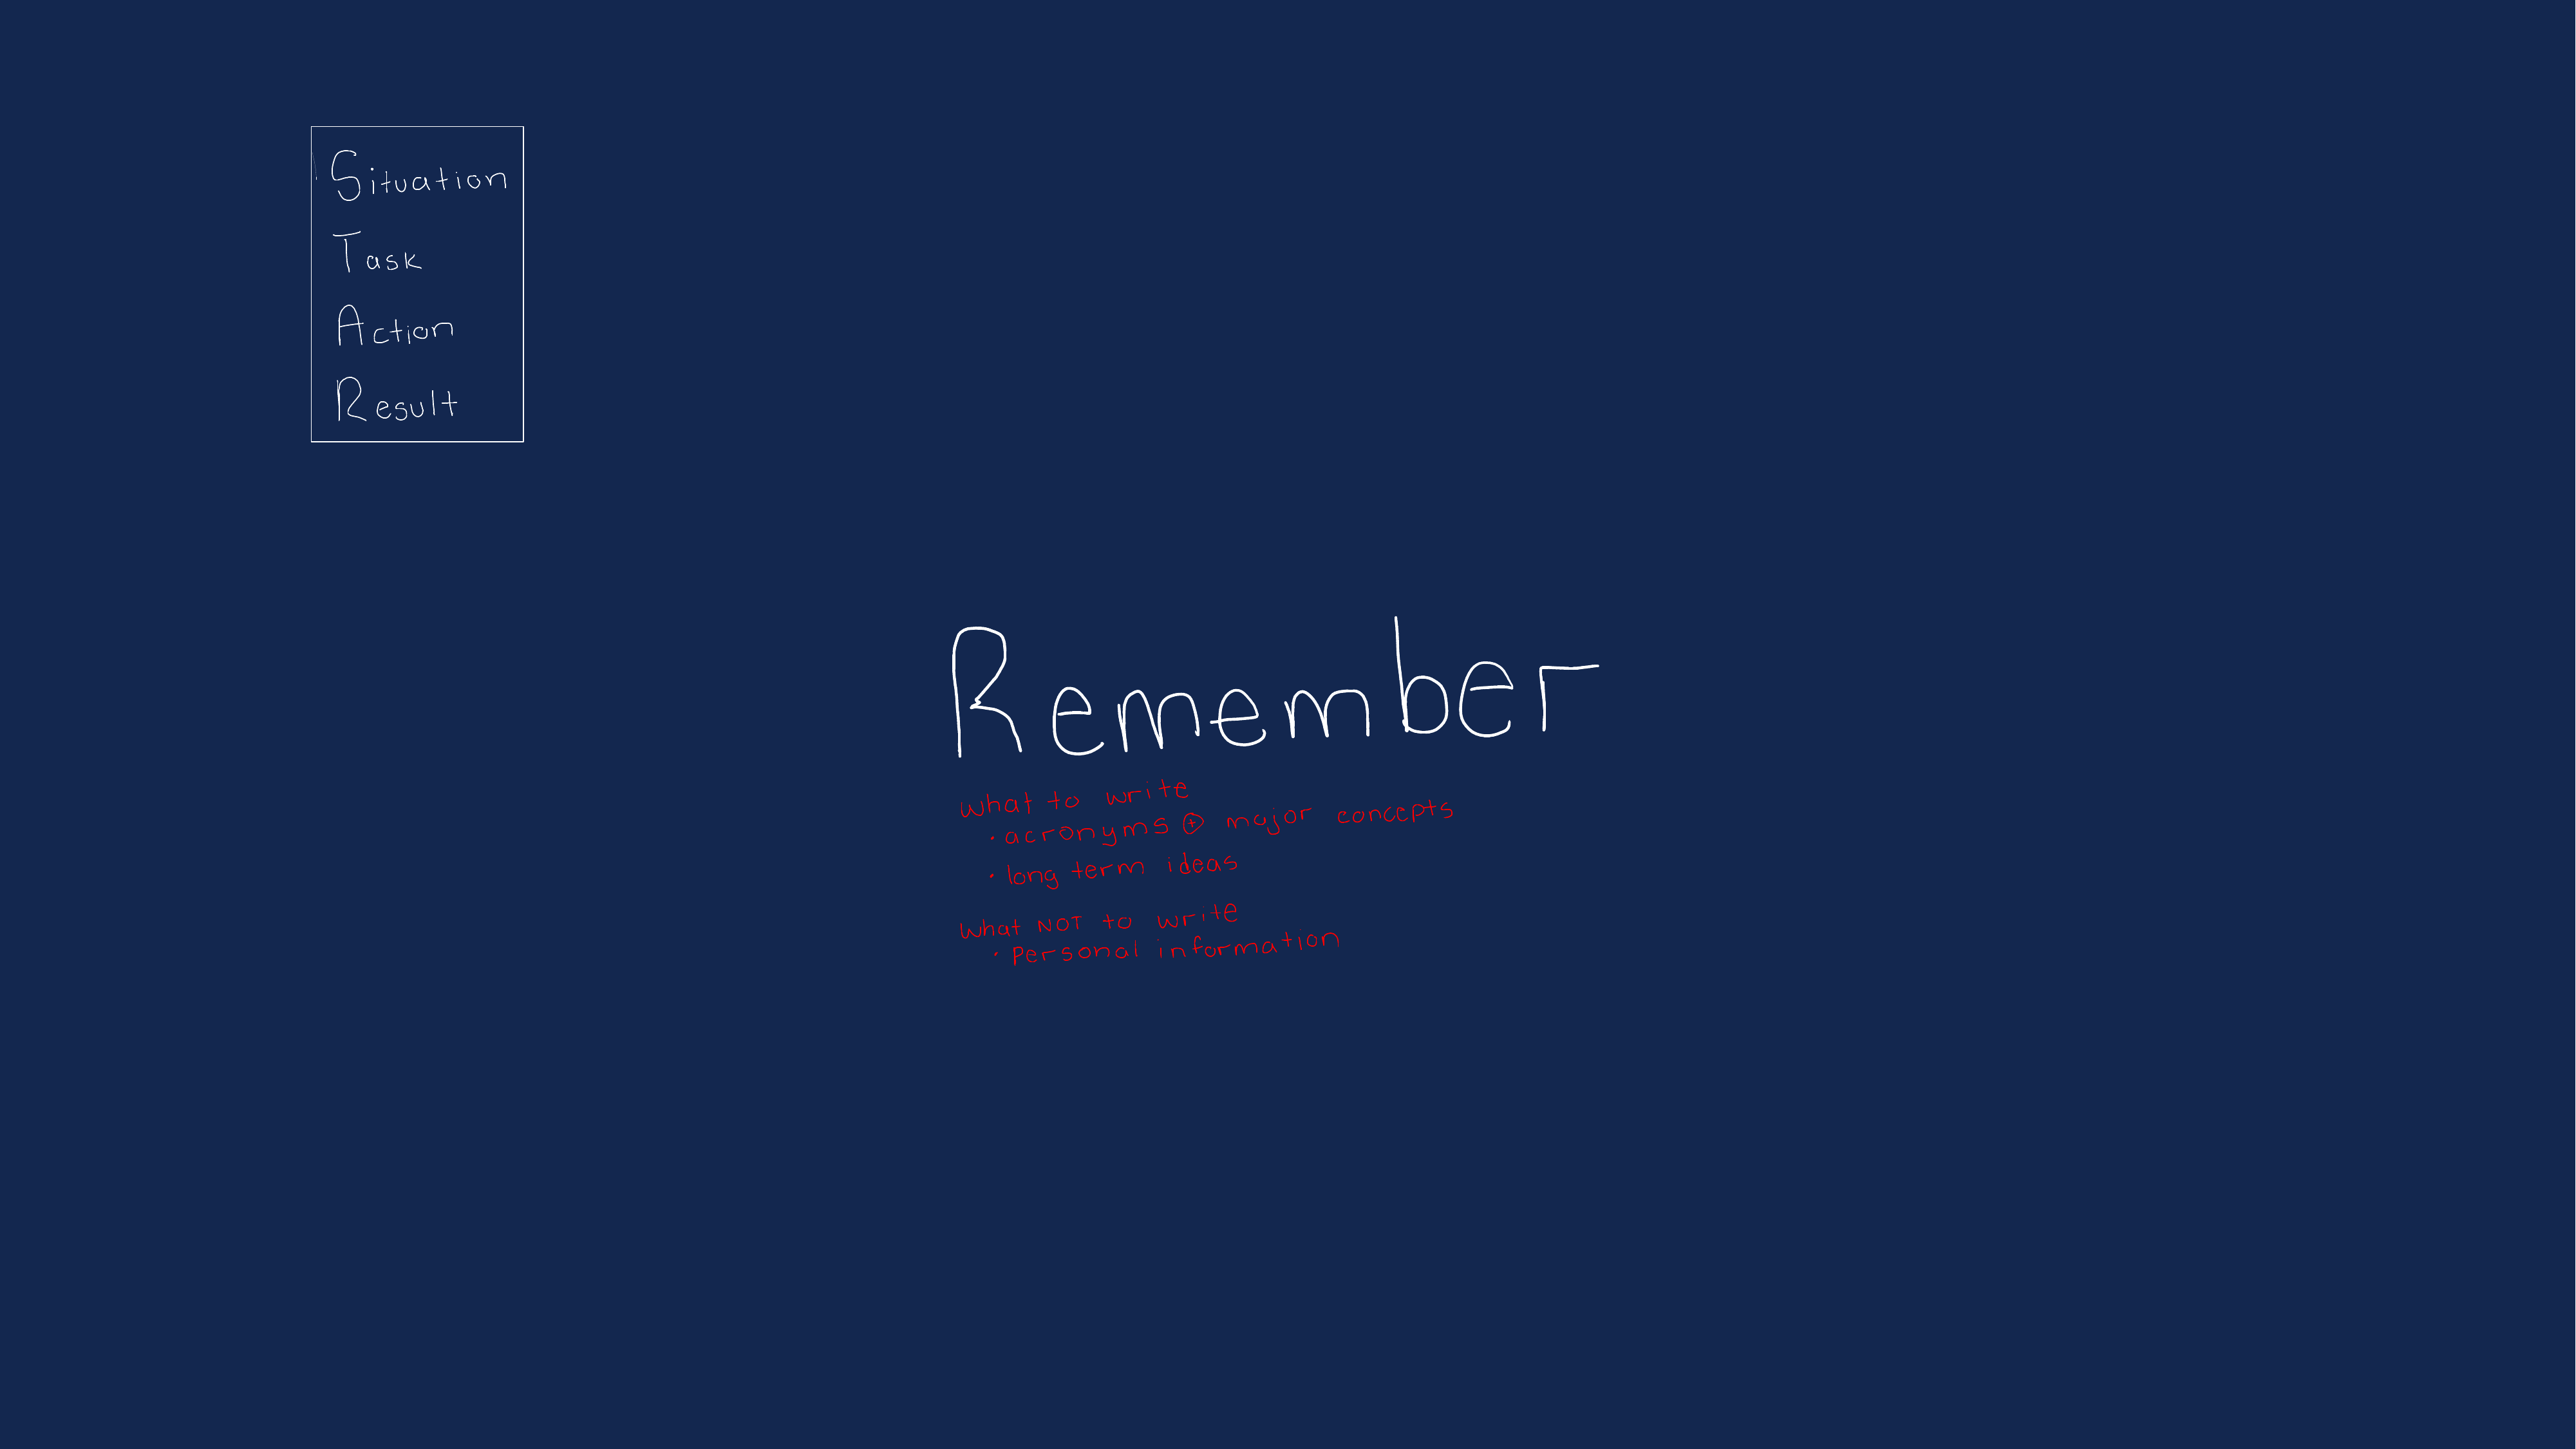 Situation
Task
Action
Result
Remember
what to write
• acronyms ⊕ major concepts
• long term ideas
what NOT to write
• personal information